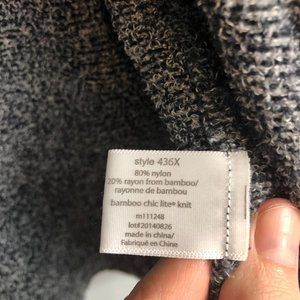 style 436X
80% nylon
20% rayon from bamboo/
rayonne de bambou
bamboo chic lite® knit
m111248
lot#20140826
made in china/
Fabriqué en Chine